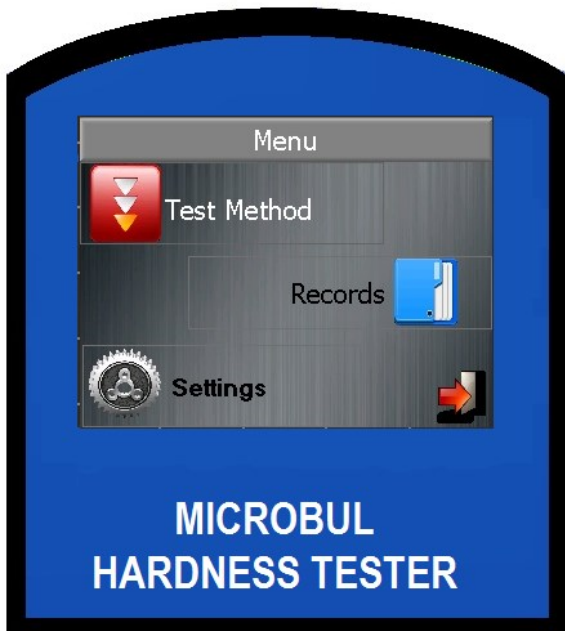 Menu
Test Method
Records
Settings
MICROBUL
HARDNESS TESTER